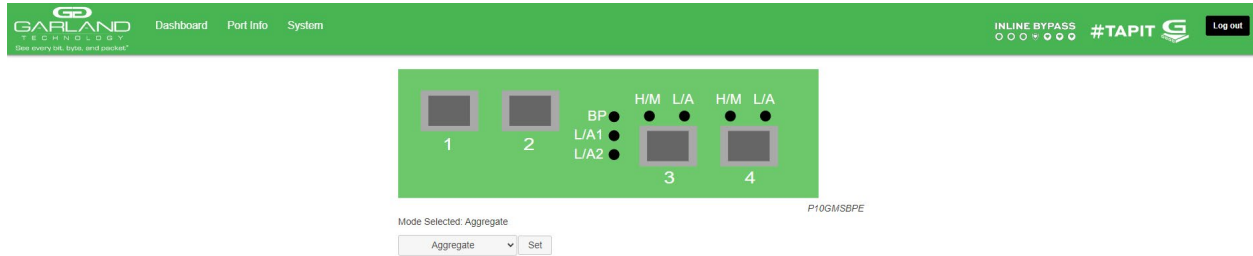 GARLAND
TECHNOLOGY
See every bit, byte, and packet®
Dashboard Port Info System
INLINE BYPASS
#TAPIT G
Log out
H/M L/A H/M L/A
BP
L/A1
L/A2
1 2 3 4
P10GMSBPE
Mode Selected: Aggregate
Aggregate Set